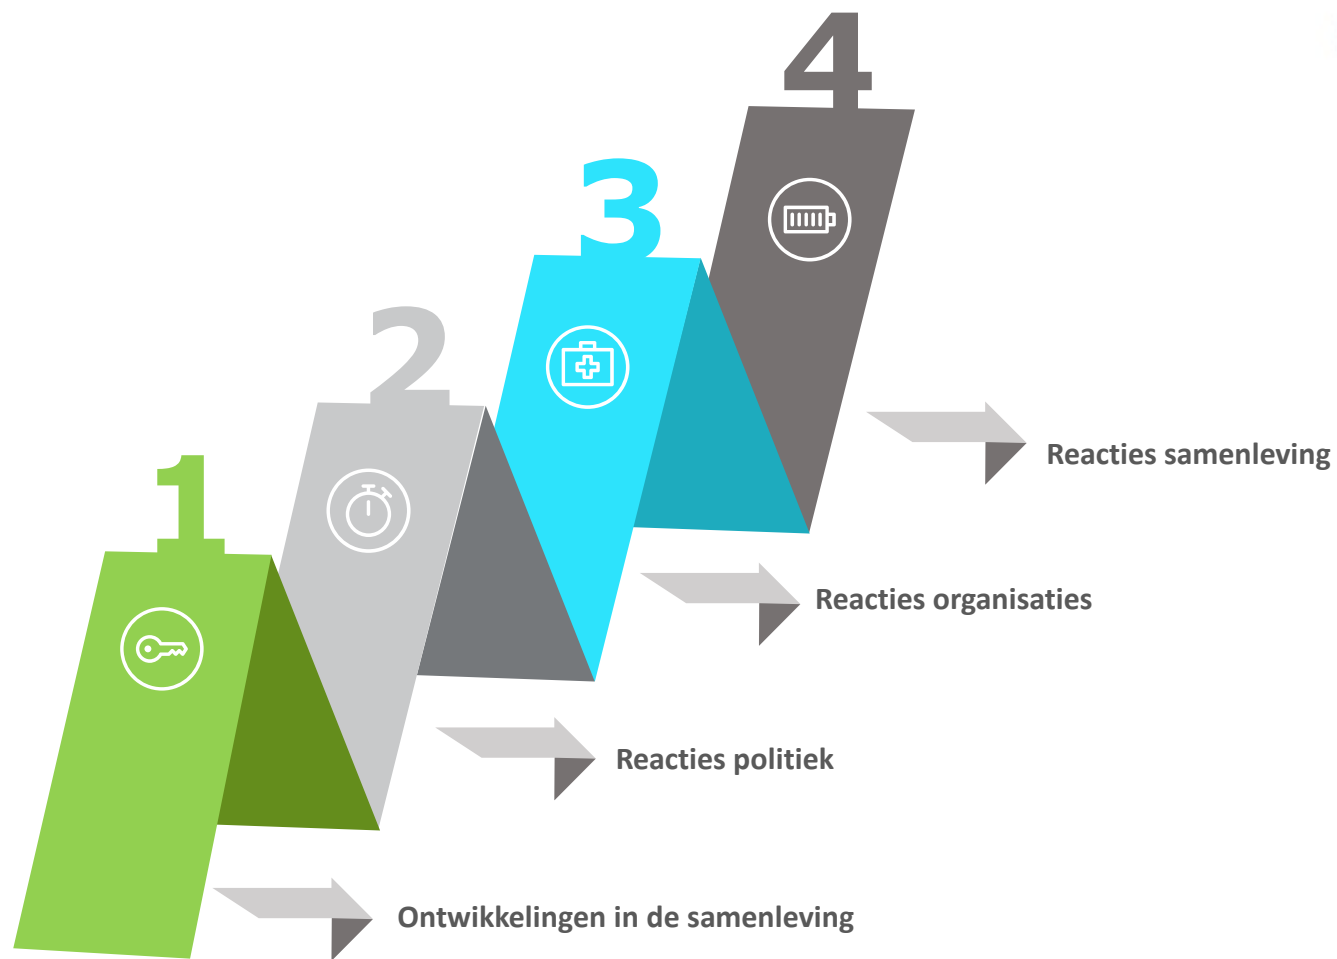 4
3
2
1
Reacties samenleving
Reacties organisaties
Reacties politiek
Ontwikkelingen in de samenleving